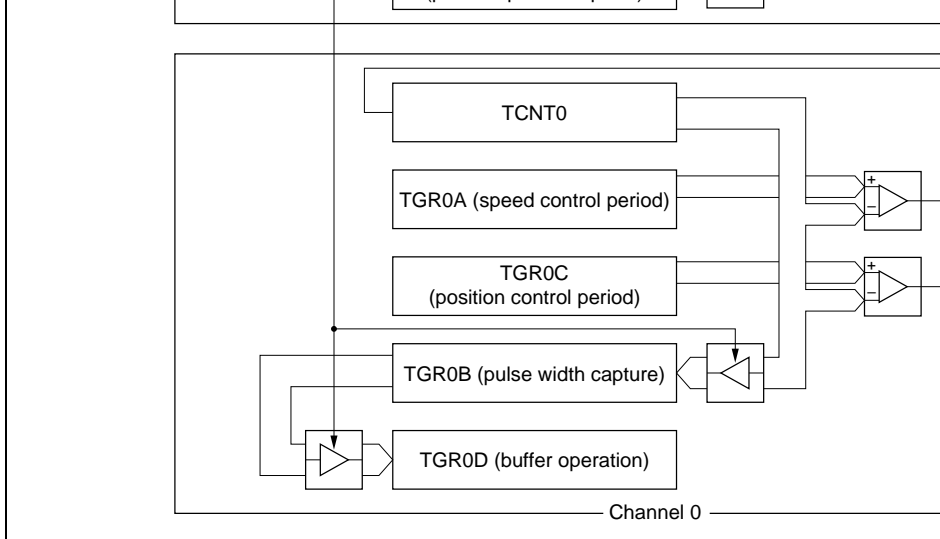 TCNT0
TGR0A (speed control period)
+
−
TGR0C
(position control period)
+
−
TGR0B (pulse width capture)
TGR0D (buffer operation)
Channel 0